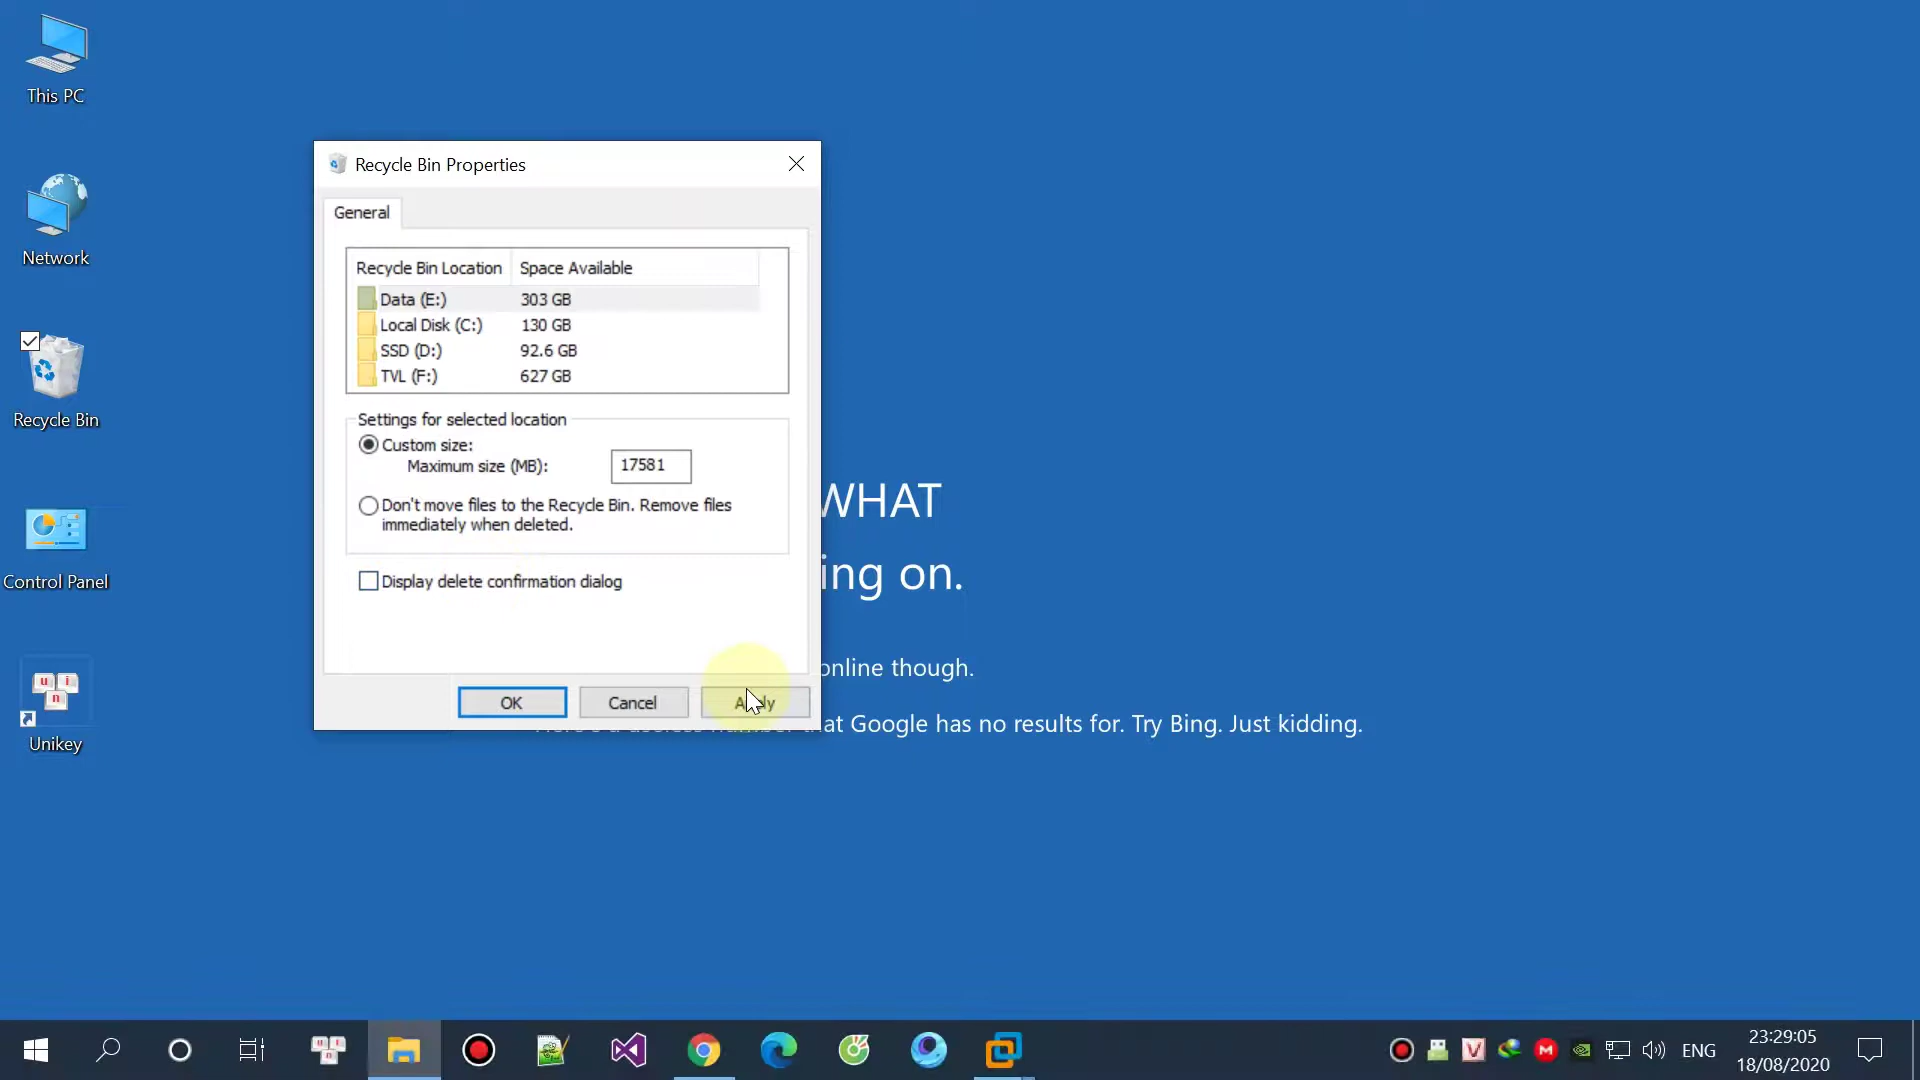 This PC
Network
Recycle Bin
Control Panel
Unikey
Recycle Bin Properties
General
Recycle Bin Location Space Available
Data (E:) 303 GB
Local Disk (C:) 130 GB
SSD (D:) 92.6 GB
TVL (F:) 627 GB
Settings for selected location
Custom size:
Maximum size (MB): 17581
Don't move files to the Recycle Bin. Remove files
immediately when deleted.
Display delete confirmation dialog
OK Cancel Apply
WHAT
ing on.
online though.
at Google has no results for. Try Bing. Just kidding.
ENG
23:29:05
18/08/2020